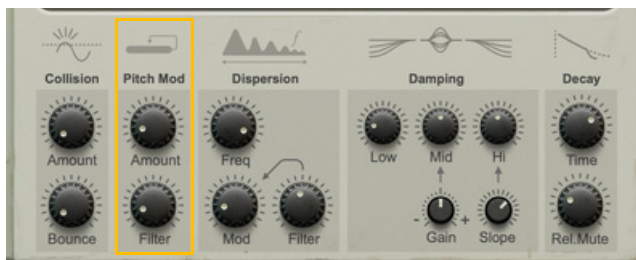 Collision Pitch Mod Dispersion Damping Decay
f
Amount Amount Freq Low Mid Hi Time
Bounce Filter Mod Filter - Gain + Slope Rel.Mute